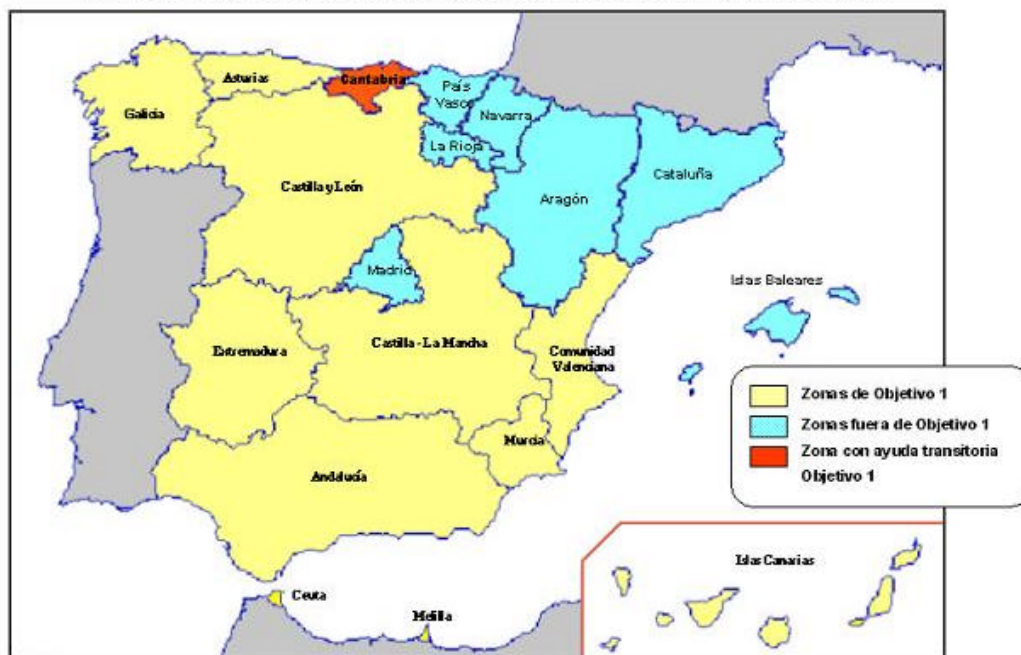 Asturias
Cantabria
País
Vasco
Navarra
Galicia
La Rioja
Cataluña
Castilla y León
Aragón
Madrid
Islas Baleares
Extremadura
Castilla - La Mancha
Comunidad
Valenciana
Zonas de Objetivo 1
Zonas fuera de Objetivo 1
Zona con ayuda transitoria
Objetivo 1
Murcia
Andalucía
Islas Canarias
Ceuta
Melilla